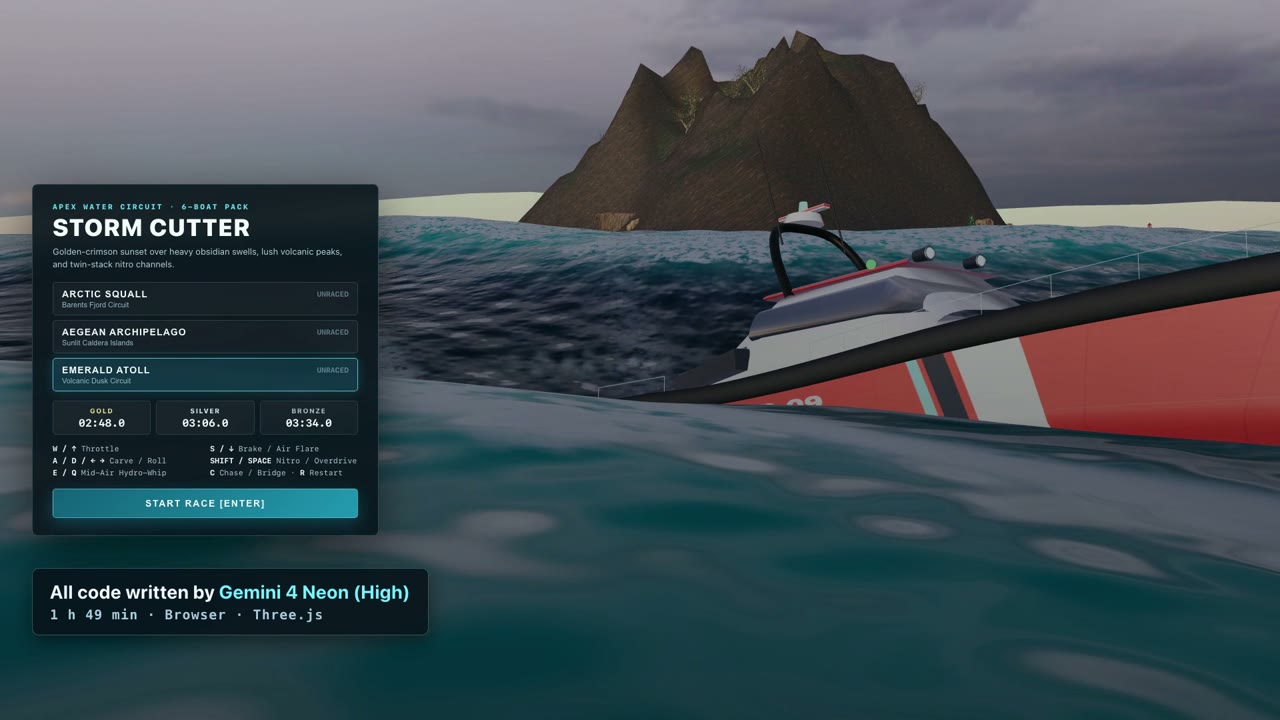 APEX WATER CIRCUIT · 6-BOAT PACK
STORM CUTTER
Golden-crimson sunset over heavy obsidian swells, lush volcanic peaks,
and twin-stack nitro channels.
ARCTIC SQUALL UNRACED
Barents Fjord Circuit
AEGEAN ARCHIPELAGO UNRACED
Sunlit Caldera Islands
EMERALD ATOLL UNRACED
Volcanic Dusk Circuit
GOLD SILVER BRONZE
02:48.0 03:06.0 03:34.0
W / ↑ Throttle S / ↓ Brake / Air Flare
A / D / ← → Carve / Roll SHIFT / SPACE Nitro / Overdrive
E / Q Mid-Air Hydro-Whip C Chase / Bridge · R Restart
START RACE [ENTER]
All code written by Gemini 4 Neon (High)
1 h 49 min · Browser · Three.js